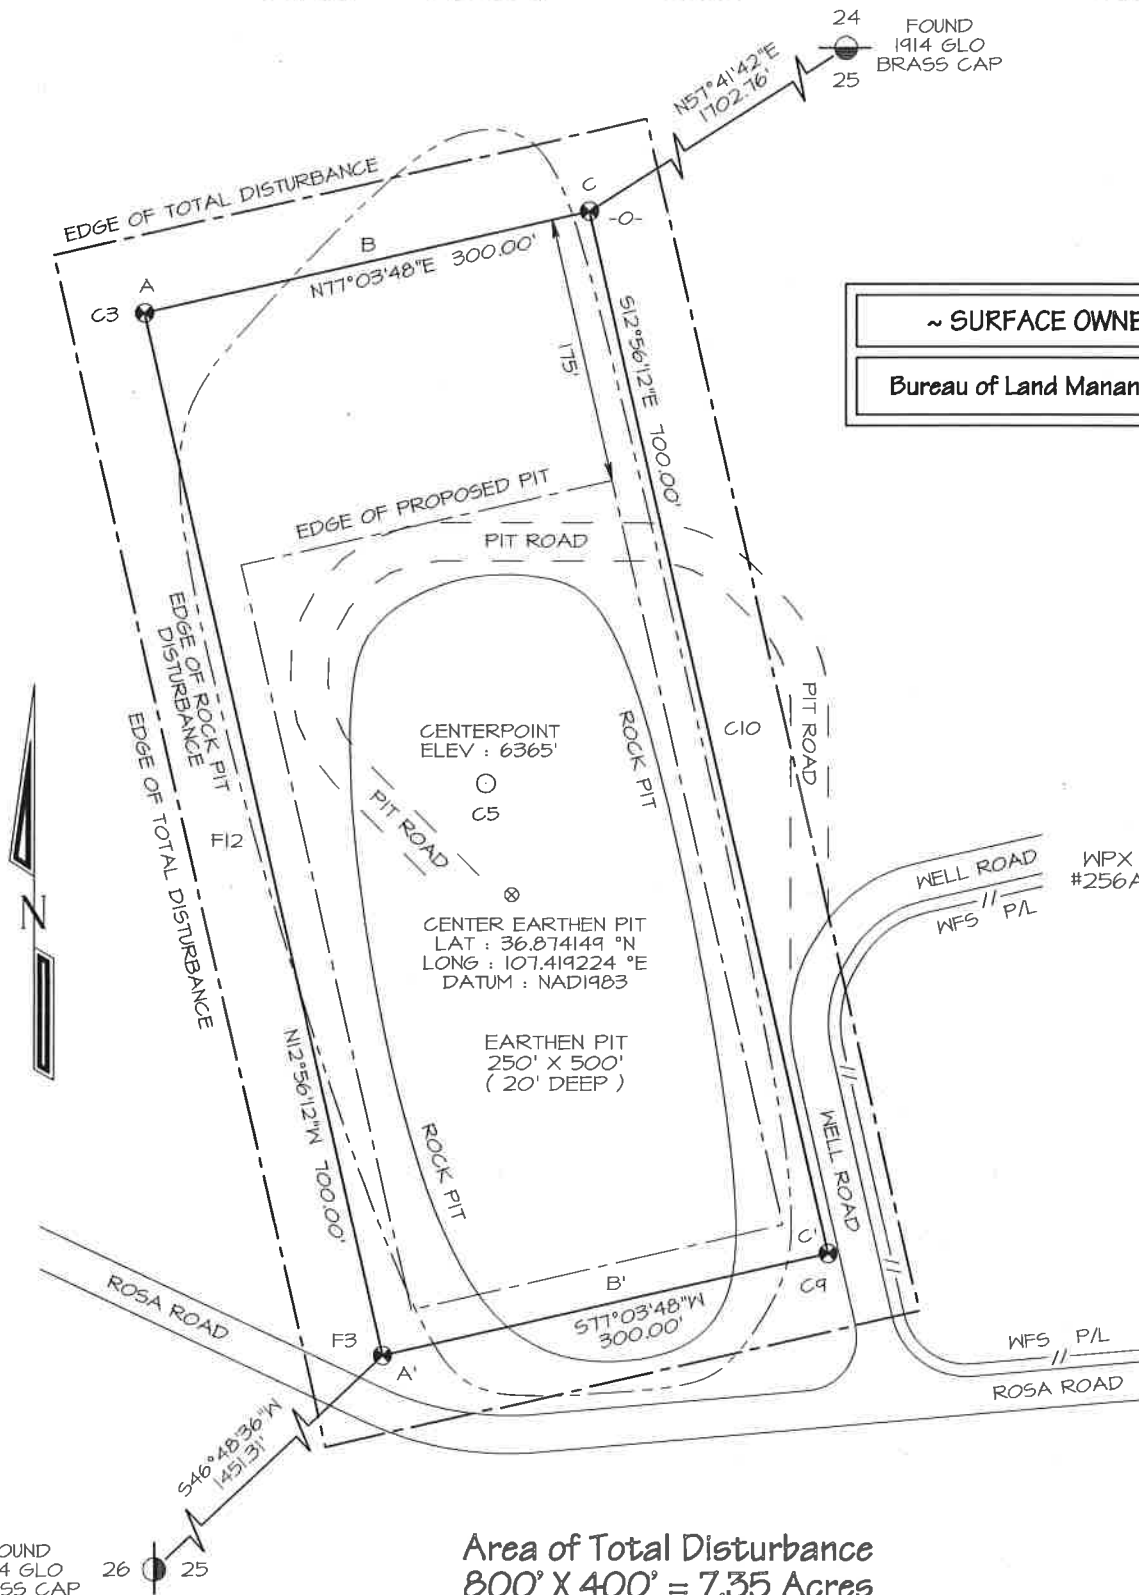 24
FOUND
1914 GLO
BRASS CAP
25
N57°41'42"E
1702.76'
EDGE OF TOTAL DISTURBANCE
C
-O-
B
N77°03'48"E 300.00'
A
C3
~ SURFACE
Bureau of Land
175'
S12°56'12"E 700.00'
EDGE OF PROPOSED PIT
PIT ROAD
EDGE OF ROCK PIT
DISTURBANCE
EDGE OF TOTAL DISTURBANCE
ROCK PIT
PIT ROAD
C10
CENTERPOINT
ELEV : 6365'
C5
PIT ROAD
F12
N
WELL ROAD
WPX
#256A
WFS // P/L
CENTER EARTHEN PIT
LAT : 36.874149 °N
LONG : 107.419224 °E
DATUM : NAD1983
EARTHEN PIT
250' X 500'
( 20' DEEP )
N12°56'12"W 700.00'
//
WELL ROAD
ROCK PIT
C'
C9
//
B'
S77°03'48"W
300.00'
ROSA ROAD
F3
A'
WFS // P/L
ROSA ROAD
S46°48'36"W
1451.31'
GLO
CAP
26
25
Area of Total Disturbance
800' X 400' = 7.35 Acres